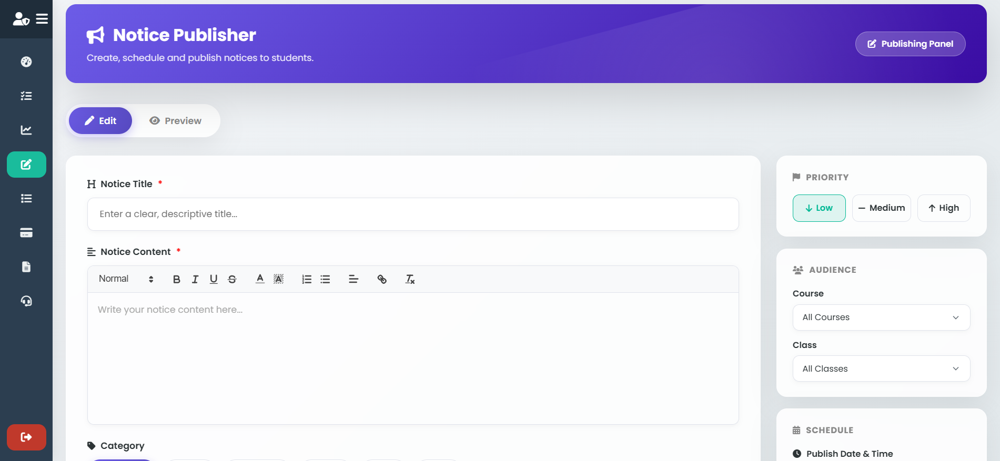 Notice Publisher
Create, schedule and publish notices to students.
Publishing Panel
Edit
Preview
Notice Title *
Enter a clear, descriptive title...
Notice Content *
Normal
Write your notice content here...
Category
PRIORITY
Low
Medium
High
AUDIENCE
Course
All Courses
Class
All Classes
SCHEDULE
Publish Date & Time